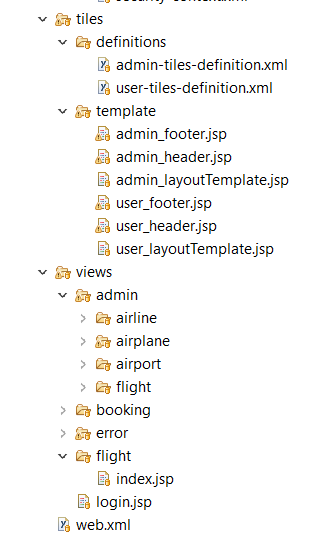 tiles
definitions
admin-tiles-definition.xml
user-tiles-definition.xml
template
admin_footer.jsp
admin_header.jsp
admin_layoutTemplate.jsp
user_footer.jsp
user_header.jsp
user_layoutTemplate.jsp
views
admin
airline
airplane
airport
flight
booking
error
flight
index.jsp
login.jsp
web.xml